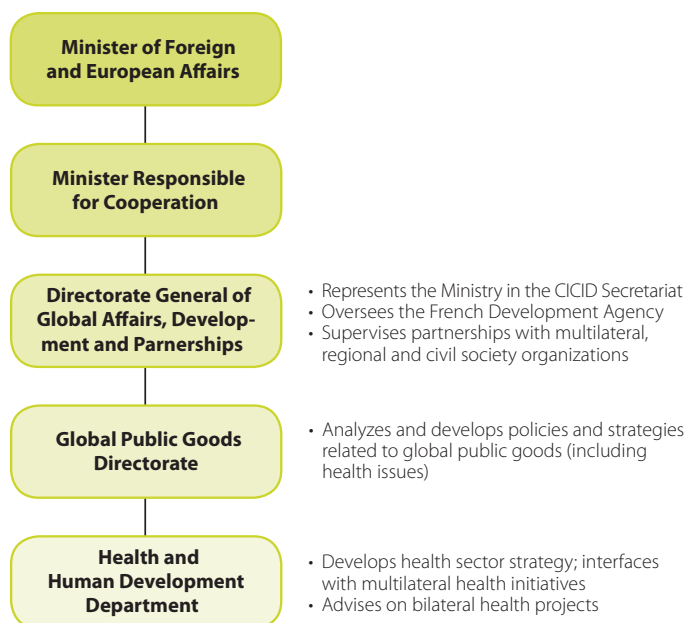 Minister of Foreign
and European Affairs
Minister Responsible
for Cooperation
Directorate General of
Global Affairs, Develop-
ment and Parnerships
• Represents the Ministry in the CICID Secretariat
• Oversees the French Development Agency
• Supervises partnerships with multilateral,
regional and civil society organizations
Global Public Goods
Directorate
• Analyzes and develops policies and strategies
related to global public goods (including
health issues)
Health and
Human Development
Department
• Develops health sector strategy; interfaces
with multilateral health initiatives
• Advises on bilateral health projects